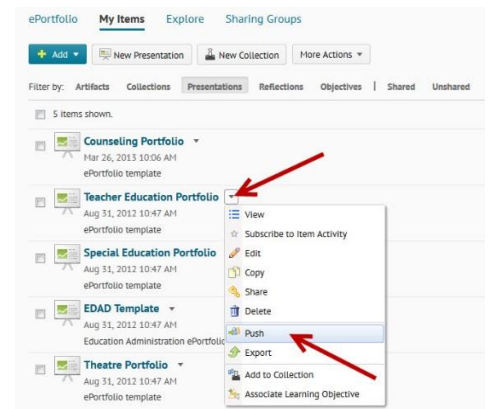 ePortfolio My Items Explore Sharing Groups
Add New Presentation New Collection More Actions
Filter by: Artifacts Collections Presentations Reflections Objectives | Shared Unshared
5 items shown.
Counseling Portfolio
Mar 26, 2013 10:06 AM
ePortfolio template
Teacher Education Portfolio
Aug 31, 2012 10:47 AM
ePortfolio template
Special Education Portfolio
Aug 31, 2012 10:47 AM
ePortfolio template
EDAD Template
Aug 31, 2012 10:47 AM
Education Administration ePortfolio
Theatre Portfolio
Aug 31, 2012 10:47 AM
ePortfolio template
View
Subscribe to Item Activity
Edit
Copy
Share
Delete
Push
Export
Add to Collection
Associate Learning Objective